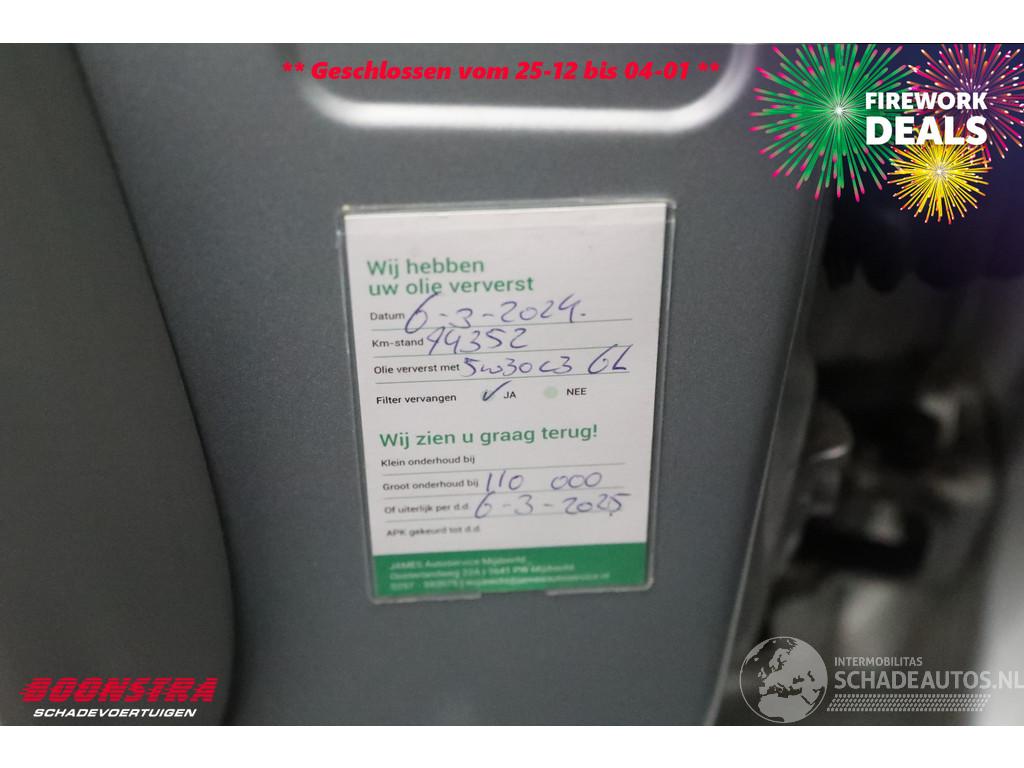 ** Geschlossen vom 25-12 bis 04-01 **
FIREWORK
DEALS
Wij hebben
uw olie ververst
Datum 6-3-2024.
Km-stand 94352
Olie ververst met 5w30 C3 6L
Filter vervangen ✓ JA NEE
Wij zien u graag terug!
Klein onderhoud bij
Groot onderhoud bij 110 000
Of uiterlijk per d.d. 6-3-2025
APK gekeurd tot d.d.
JAMES Autoservice Mijdrecht
BOONSTRA
SCHADEVOERTUIGEN
INTERMOBILITAS
SCHADEAUTOS.NL